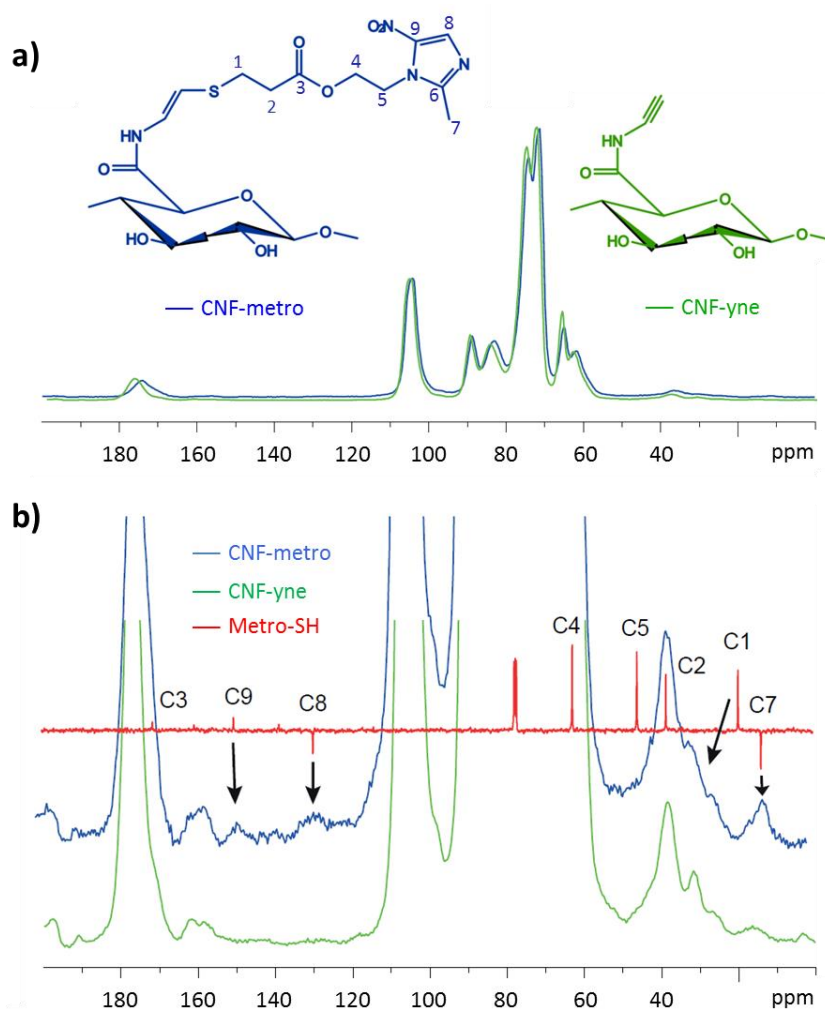 a)
O₂N
9
8
N
N
6
7
O
3
O
4
5
1
2
S
HN
O
O
HO
OH
O
HN
O
O
HO
OH
O
CNF-metro
CNF-yne
180 160 140 120 100 80 60 40 ppm
b)
CNF-metro
CNF-yne
Metro-SH
C3 C9 C8 C4 C5 C2 C1 C7
180 160 140 120 100 80 60 40 ppm